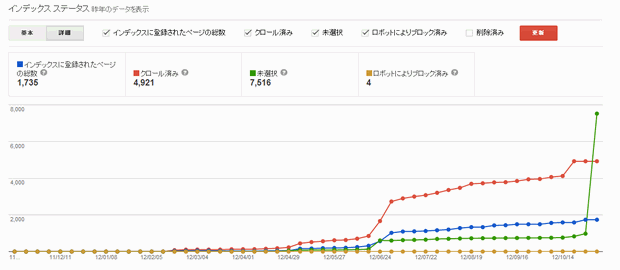 インデックス ステータス 昨年のデータを表示
基本 詳細 インデックスに登録されたページの総数 クロール済み 未選択 ロボットによりブロック済み 削除済み 更新
インデックスに登録されたページの総数 クロール済み 未選択 ロボットによりブロック済み
1,735 4,921 7,516 4
8,000
6,000
4,000
2,000
11... 11/12/11 12/01/08 12/02/05 12/03/04 12/04/01 12/04/29 12/05/27 12/06/24 12/07/22 12/08/19 12/09/16 12/10/14